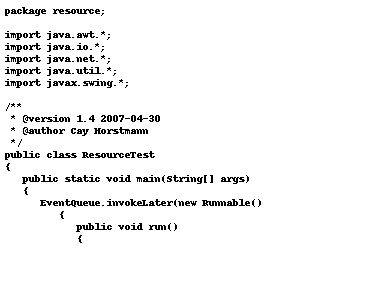 package resource;

import java.awt.*;
import java.io.*;
import java.net.*;
import java.util.*;
import javax.swing.*;

/**
 * @version 1.4 2007-04-30
 * @author Cay Horstmann
 */
public class ResourceTest
{
   public static void main(String[] args)
   {
      EventQueue.invokeLater(new Runnable()
         {
            public void run()
            {